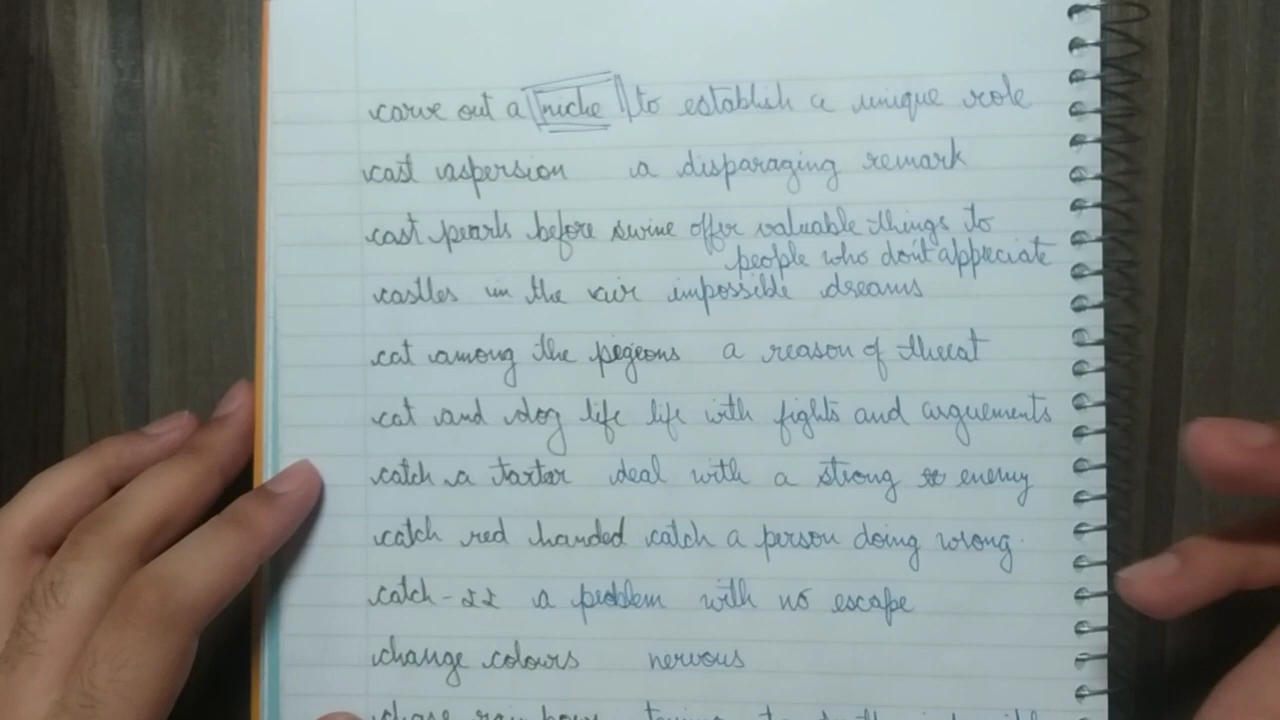 carve out a niche to establish a unique role
cast aspersion a disparaging remark
cast pearls before swine offer valuable things to
people who don't appreciate
castles in the air impossible dreams
cat among the pegeons a reason of threat
cat and dog life life with fights and arguements
catch a tartar deal with a strong enemy
catch red handed catch a person doing wrong.
catch-22 a problem with no escape
change colours nervous
chase rainbows